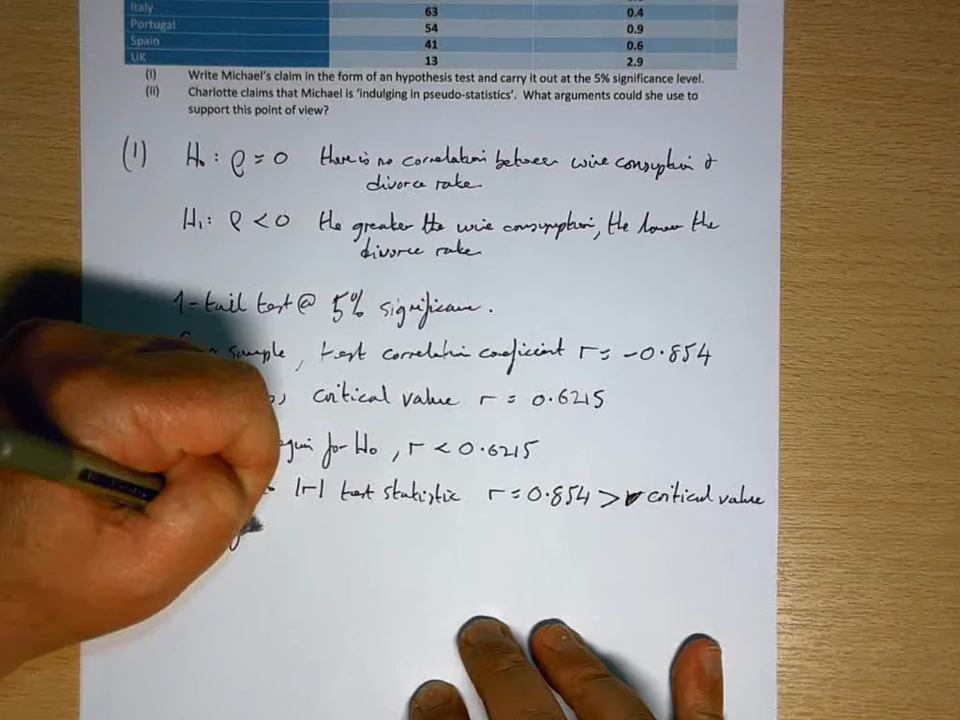 Italy 63 0.4
Portugal 54 0.9
Spain 41 0.6
UK 13 2.9
(i) Write Michael's claim in the form of an hypothesis test and carry it out at the 5% significance level.
(ii) Charlotte claims that Michael is 'indulging in pseudo-statistics'. What arguments could she use to
support this point of view?
(1) H₀ : ρ = 0 there is no correlation between wine consumption &
divorce rate
H₁ : ρ < 0 the greater the wine consumption, the lower the
divorce rate
1-tail test @ 5% significance.
sample, test correlation coefficient r = -0.854
critical value r = 0.6215
for H₀, r < 0.6215
|r| test statistic r = 0.854 > critical value